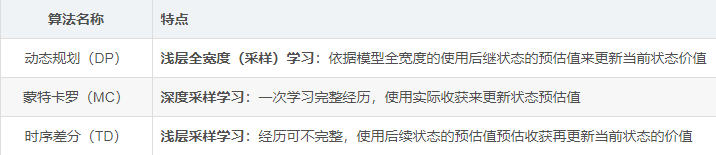 算法名称 特点
动态规划（DP） 浅层全宽度（采样）学习：依据模型全宽度的使用后继状态的预估值来更新当前状态价值
蒙特卡罗（MC） 深度采样学习：一次学习完整经历，使用实际收获来更新状态预估值
时序差分（TD） 浅层采样学习：经历可不完整，使用后续状态的预估值预估收获再更新当前状态的价值